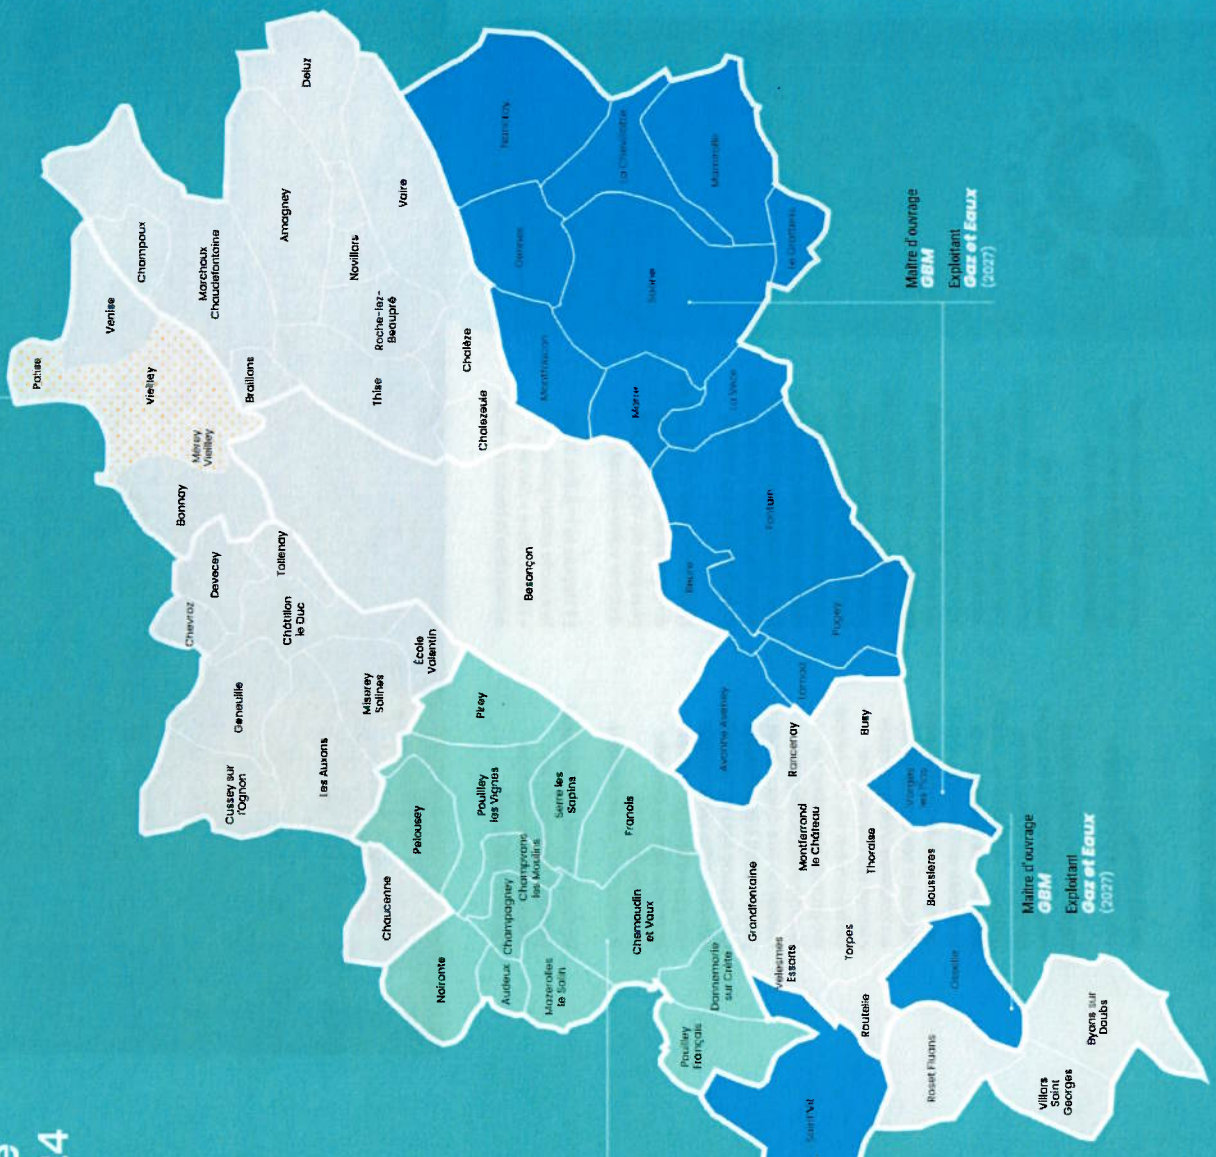 Palise
Venise
Champoux
Vieilley
Marchaux
Chaudefontaine
Deluz
Amagney
Novillars
Vaire
Roche-lez-
Beaupré
Braillans
Thise
Chalèze
Chalezeule
Mérey
Vieilley
Bonnay
Devecey
Tallenay
Chevroz
Châtillon
le Duc
Geneuille
Cussey sur
l'Ognon
Les Auxons
Miserey
Salines
École
Valentin
Besançon
Nancray
La Chevillotte
Mamirolle
Le Gratteris
Gennes
Saône
Montfaucon
Morre
La Vèze
Fontain
Beure
Pugey
Larnod
Avanne Aveney
Pirey
Pouilley
les Vignes
Pelousey
Serre les
Sapins
Franois
Champvans
les Moulins
Champagney
Chaucenne
Noironte
Audeux
Mazerolles
le Salin
Chemaudin
et Vaux
Dannemarie
sur Crète
Pouilley
Français
Grandfontaine
Velesmes
Essarts
Rancenay
Montferrand
le Château
Busy
Vorges
les Pins
Thoraise
Boussières
Torpes
Routelle
Osselle
Roset Fluans
Saint Vit
Villars
Saint
Georges
Byans sur
Doubs
Maître d'ouvrage
GBM
Exploitant
Gaz et Eaux
(2027)
Maître d'ouvrage
GBM
Exploitant
Gaz et Eaux
(2027)
e
4